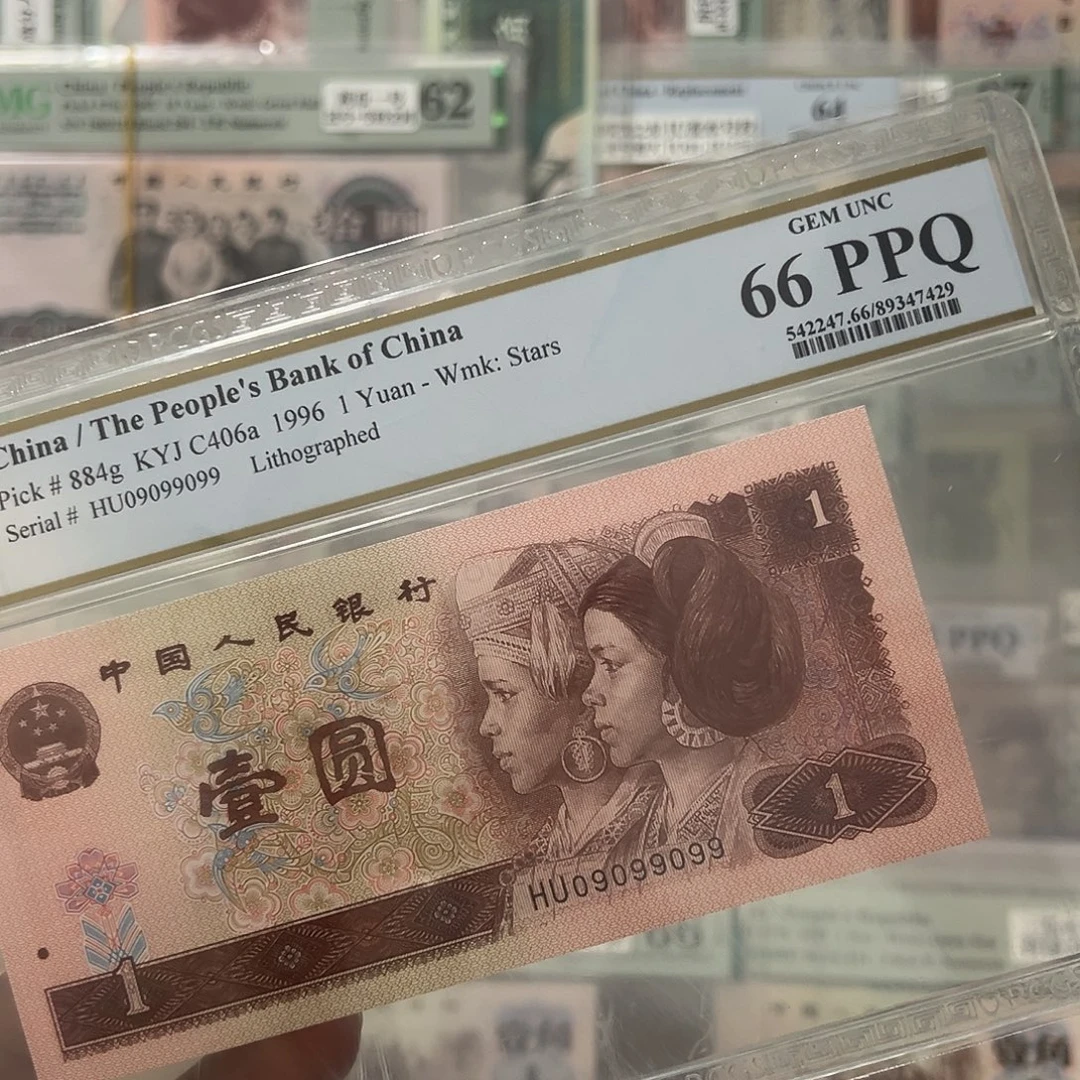 62
64
GEM UNC
66 PPQ
542247.66/89347429
China / The People's Bank of China
Pick # 884g KYJ C406a 1996 1 Yuan - Wmk: Stars
Serial # HU09099099 Lithographed
1
中国人民银行
壹圆
1
HU09099099
1
PPQ